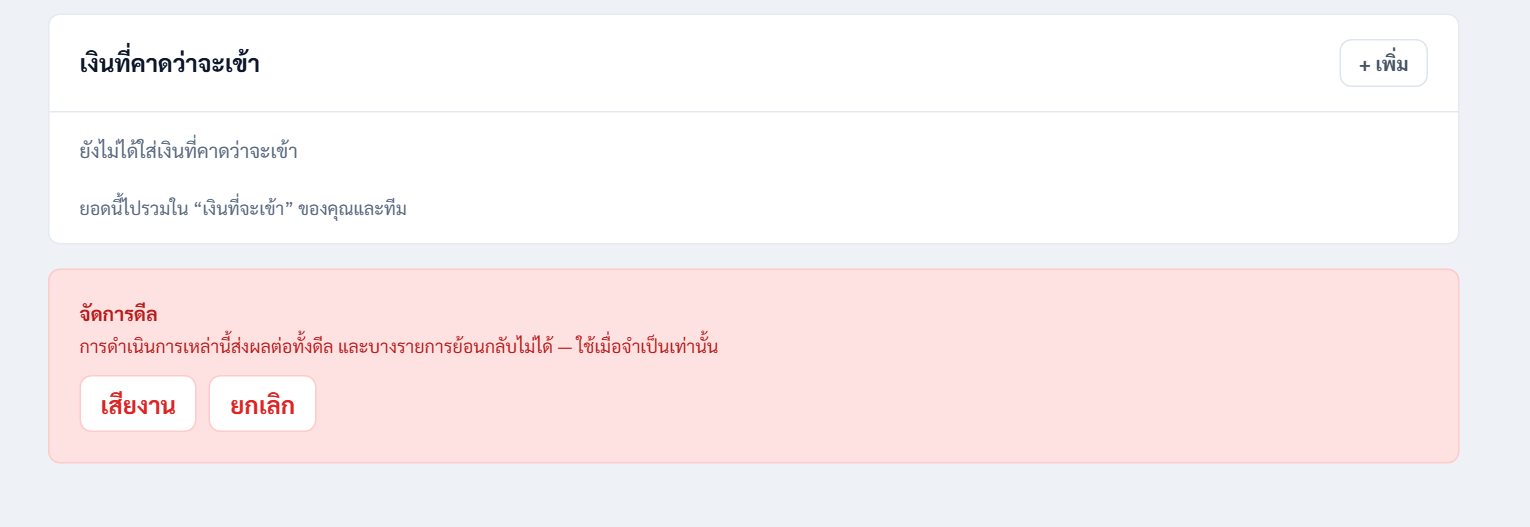 เงินที่คาดว่าจะเข้า
+ เพิ่ม
ยังไม่ได้ใส่เงินที่คาดว่าจะเข้า
ยอดนี้ไปรวมใน “เงินที่จะเข้า” ของคุณและทีม
จัดการดีล
การดำเนินการเหล่านี้ส่งผลต่อทั้งดีล และบางรายการย้อนกลับไม่ได้ — ใช้เมื่อจำเป็นเท่านั้น
เสียงาน
ยกเลิก